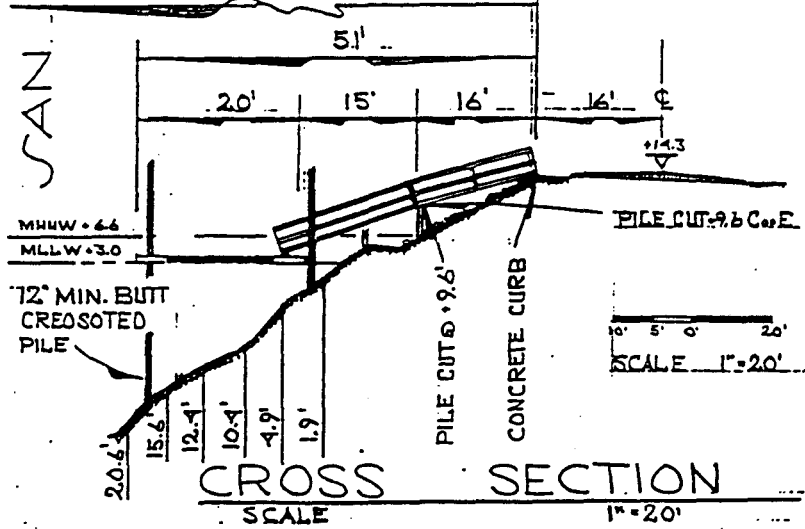 SAN
51'
20'
15'
16'
16'
℄
+14.3
MHHW + 6.6
MLLW + 3.0
PILE CUT 9.6 C of E
12" MIN. BUTT
CREOSOTED
PILE
PILE CUT @ + 9.6'
CONCRETE CURB
10' 5' 0' 20'
SCALE 1"=20'
20.6'
15.6'
12.4'
10.4'
4.9'
1.9'
CROSS SECTION
SCALE 1"=20'